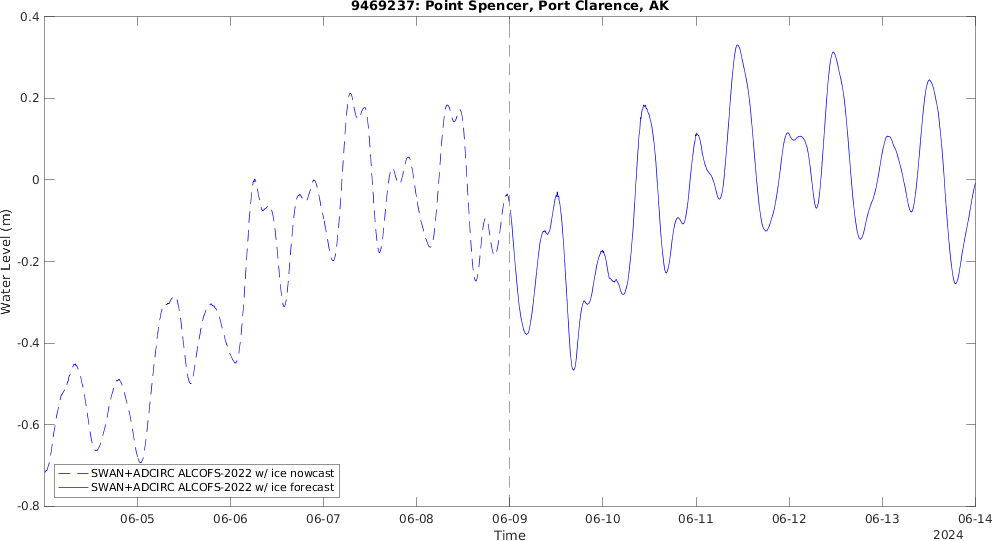 9469237: Point Spencer, Port Clarence, AK
0.4
0.2
0
-0.2
-0.4
-0.6
-0.8
Water Level (m)
SWAN+ADCIRC ALCOFS-2022 w/ ice nowcast
SWAN+ADCIRC ALCOFS-2022 w/ ice forecast
06-05 06-06 06-07 06-08 06-09 06-10 06-11 06-12 06-13 06-14
Time
2024